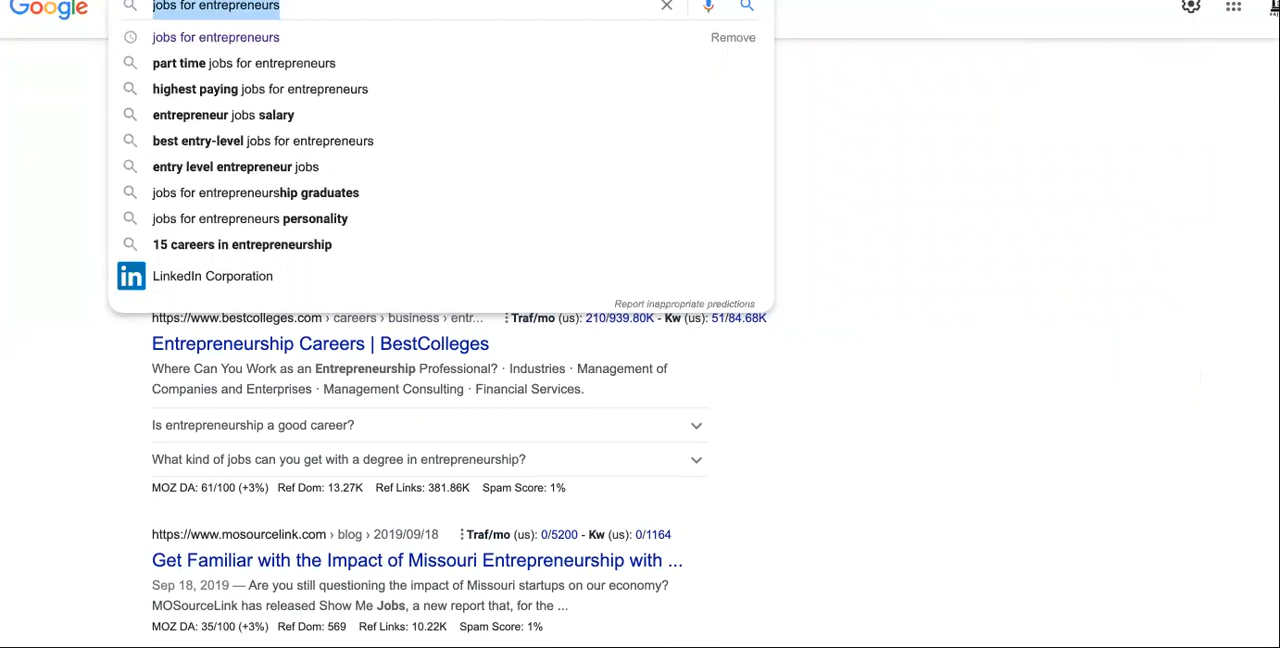 Google
jobs for entrepreneurs
jobs for entrepreneurs Remove
part time jobs for entrepreneurs
highest paying jobs for entrepreneurs
entrepreneur jobs salary
best entry-level jobs for entrepreneurs
entry level entrepreneur jobs
jobs for entrepreneurship graduates
jobs for entrepreneurs personality
15 careers in entrepreneurship
in LinkedIn Corporation
Report inappropriate predictions
https://www.bestcolleges.com › careers › business › entr... Traf/mo (us): 210/939.80K - Kw (us): 51/84.68K
Entrepreneurship Careers | BestColleges
Where Can You Work as an Entrepreneurship Professional? · Industries · Management of
Companies and Enterprises · Management Consulting · Financial Services.
Is entrepreneurship a good career?
What kind of jobs can you get with a degree in entrepreneurship?
MOZ DA: 61/100 (+3%) Ref Dom: 13.27K Ref Links: 381.86K Spam Score: 1%
https://www.mosourcelink.com › blog › 2019/09/18 Traf/mo (us): 0/5200 - Kw (us): 0/1164
Get Familiar with the Impact of Missouri Entrepreneurship with ...
Sep 18, 2019 — Are you still questioning the impact of Missouri startups on our economy?
MOSourceLink has released Show Me Jobs, a new report that, for the ...
MOZ DA: 35/100 (+3%) Ref Dom: 569 Ref Links: 10.22K Spam Score: 1%